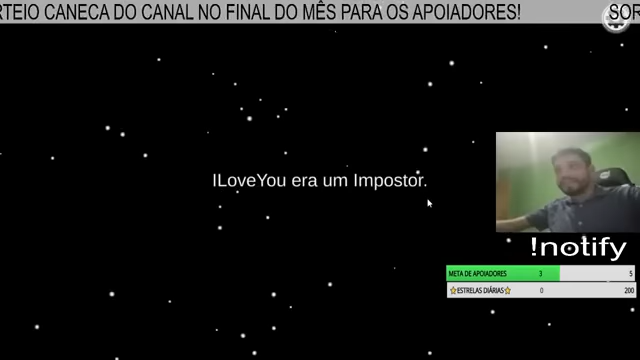 RTEIO CANECA DO CANAL NO FINAL DO MÊS PARA OS APOIADORES! SOR
ILoveYou era um Impostor.
!notify
META DE APOIADORES 3 5
⭐ESTRELAS DIÁRIAS⭐ 0 200